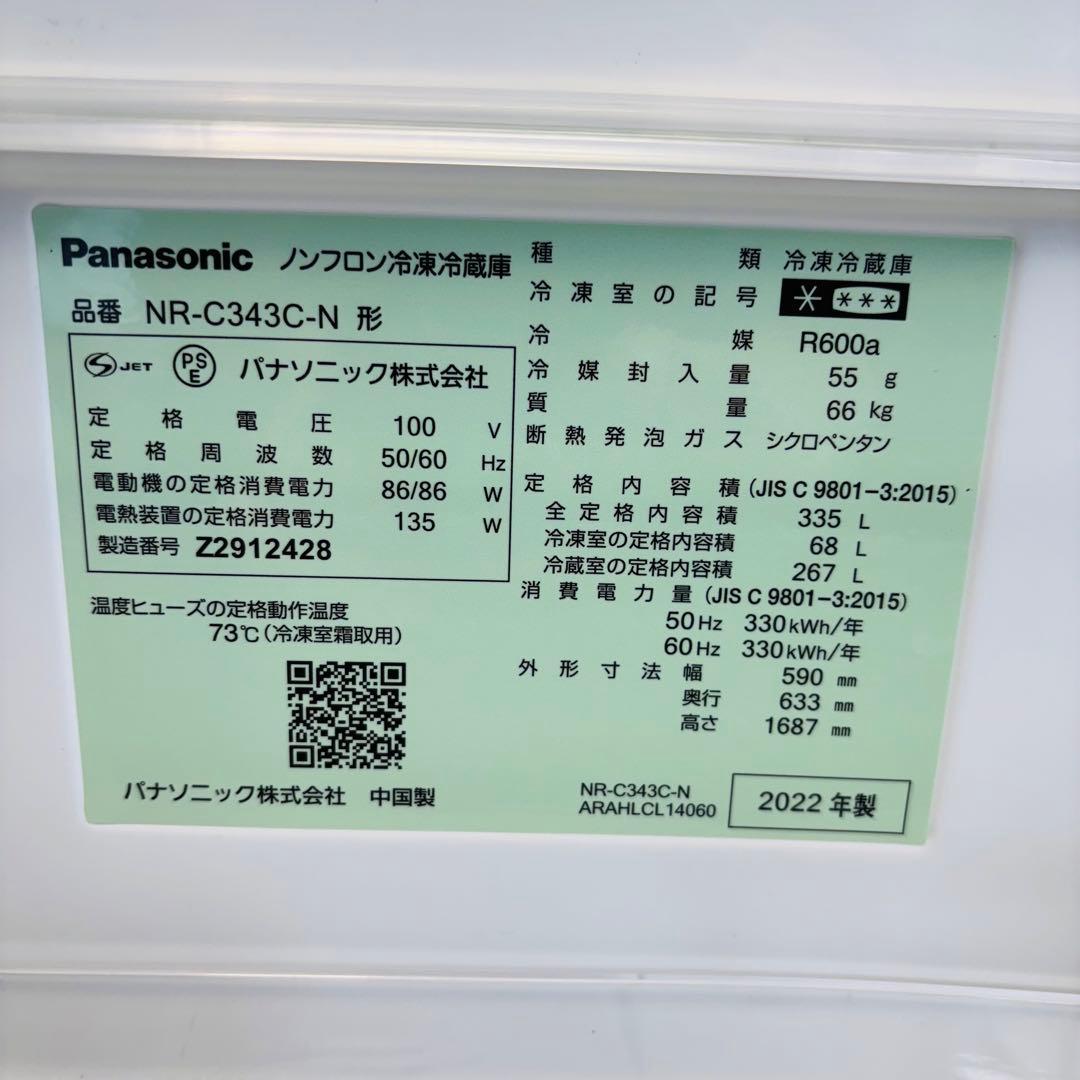 Panasonic ノンフロン冷凍冷蔵庫
品番 NR-C343C-N 形
S JET PS E パナソニック株式会社
定格電圧 100 V
定格周波数 50/60 Hz
電動機の定格消費電力 86/86 W
電熱装置の定格消費電力 135 W
製造番号 Z2912428
温度ヒューズの定格動作温度
73℃(冷凍室霜取用)
パナソニック株式会社 中国製
種類 冷凍冷蔵庫
冷凍室の記号 * ***
冷媒 R600a
冷媒封入量 55 g
質量 66 kg
断熱発泡ガス シクロペンタン
定格内容積(JIS C 9801-3:2015)
全定格内容積 335 L
冷凍室の定格内容積 68 L
冷蔵室の定格内容積 267 L
消費電力量(JIS C 9801-3:2015)
50Hz 330kWh/年
60Hz 330kWh/年
外形寸法 幅 590 mm
奥行 633 mm
高さ 1687 mm
NR-C343C-N
ARAHLCL14060
2022年製